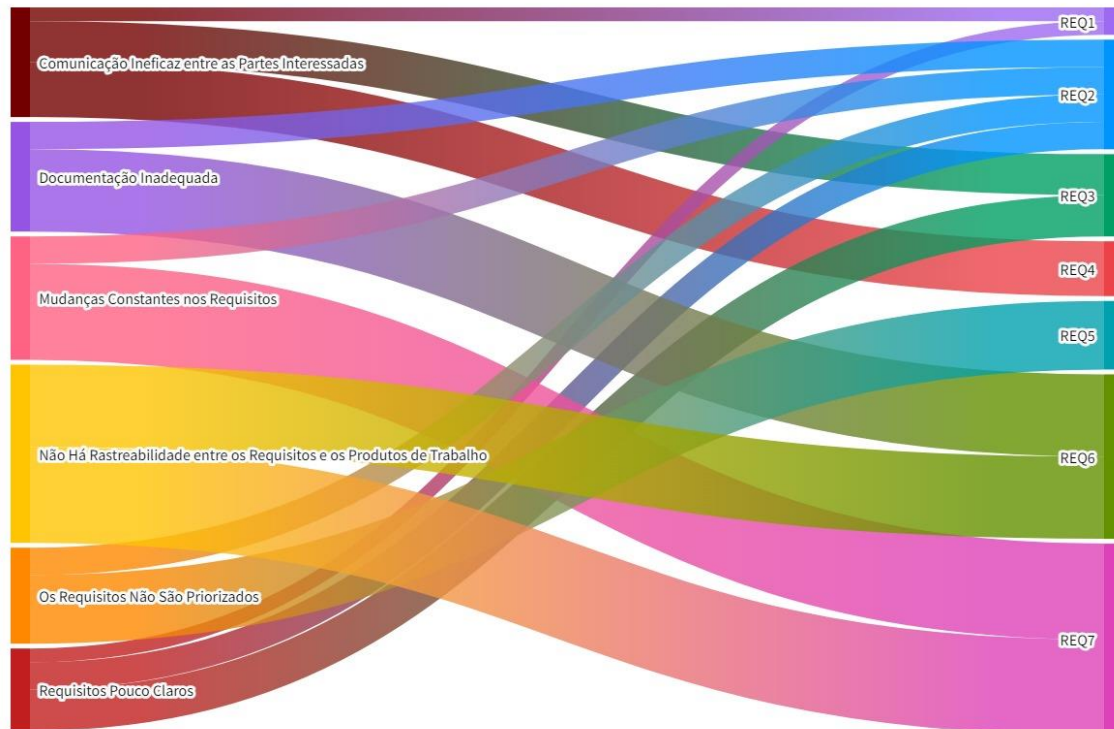 Comunicação Ineficaz entre as Partes Interessadas
Documentação Inadequada
Mudanças Constantes nos Requisitos
Não Há Rastreabilidade entre os Requisitos e os Produtos de Trabalho
Os Requisitos Não São Priorizados
Requisitos Pouco Claros
REQ1
REQ2
REQ3
REQ4
REQ5
REQ6
REQ7